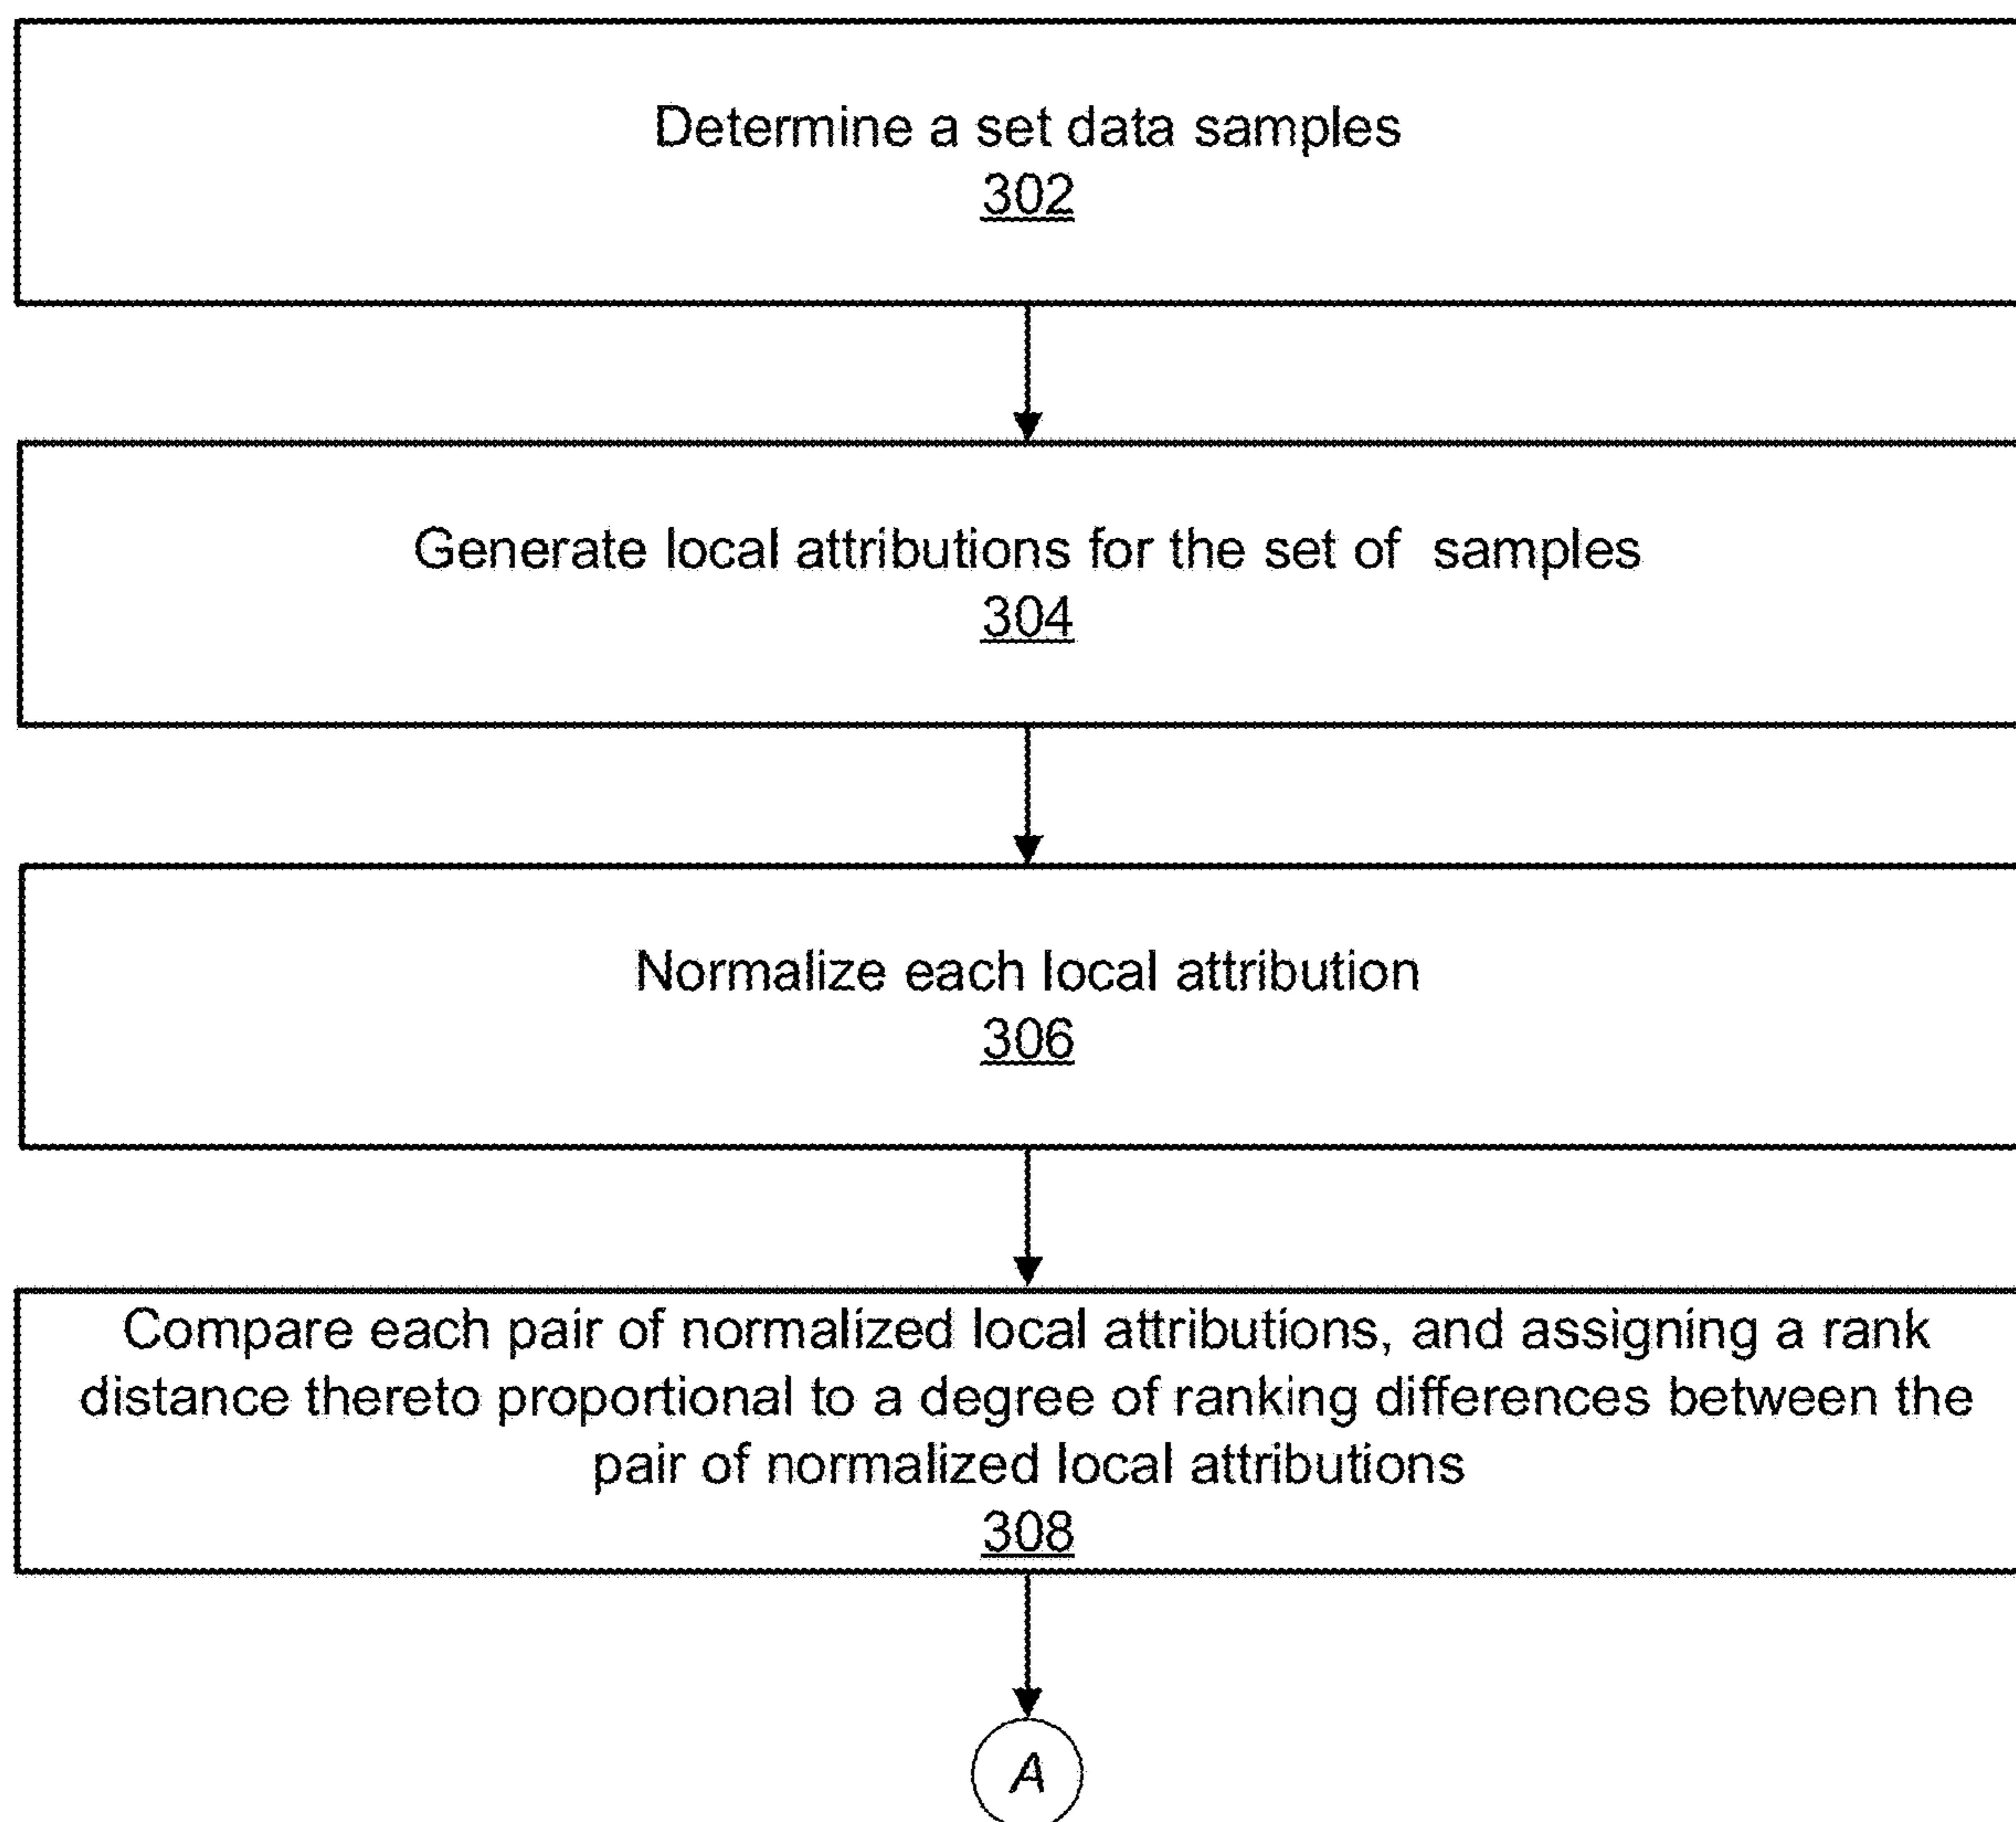 Determine a set data samples
302
Generate local attributions for the set of samples
304
Normalize each local attribution
306
Compare each pair of normalized local attributions, and assigning a rank
distance thereto proportional to a degree of ranking differences between the
pair of normalized local attributions
308
A